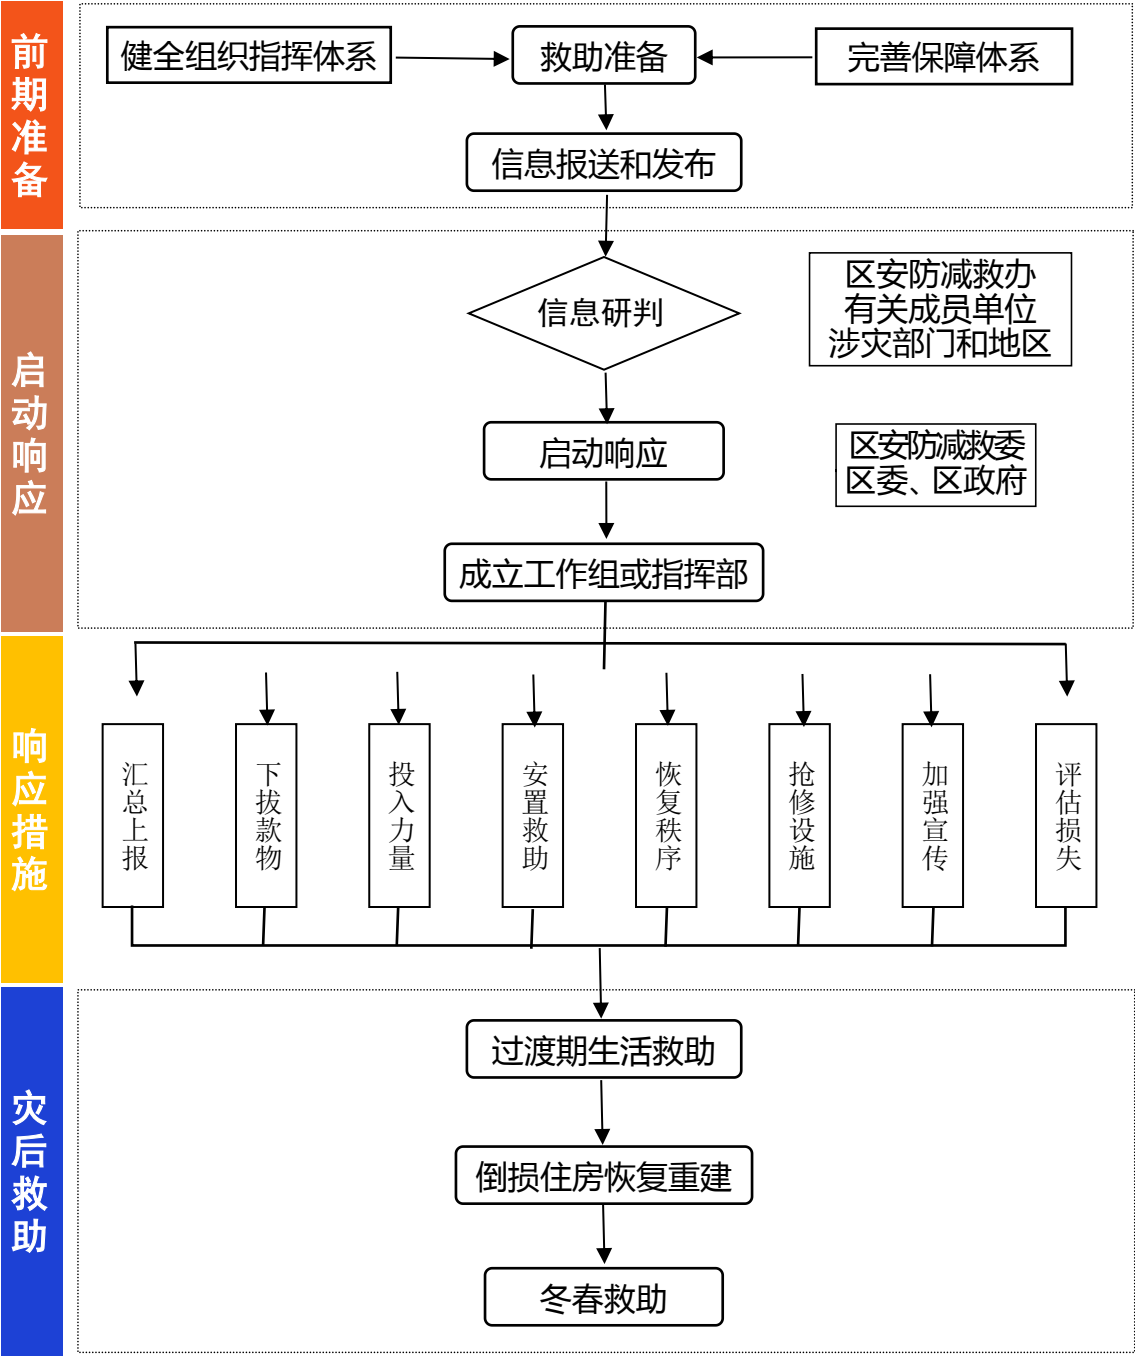 前期准备
健全组织指挥体系
救助准备
完善保障体系
信息报送和发布
启动响应
信息研判
区安防减救办
有关成员单位
涉灾部门和地区
启动响应
区安防减救委
区委、区政府
成立工作组或指挥部
响应措施
汇总上报
下拔款物
投入力量
安置救助
恢复秩序
抢修设施
加强宣传
评估损失
灾后救助
过渡期生活救助
倒损住房恢复重建
冬春救助